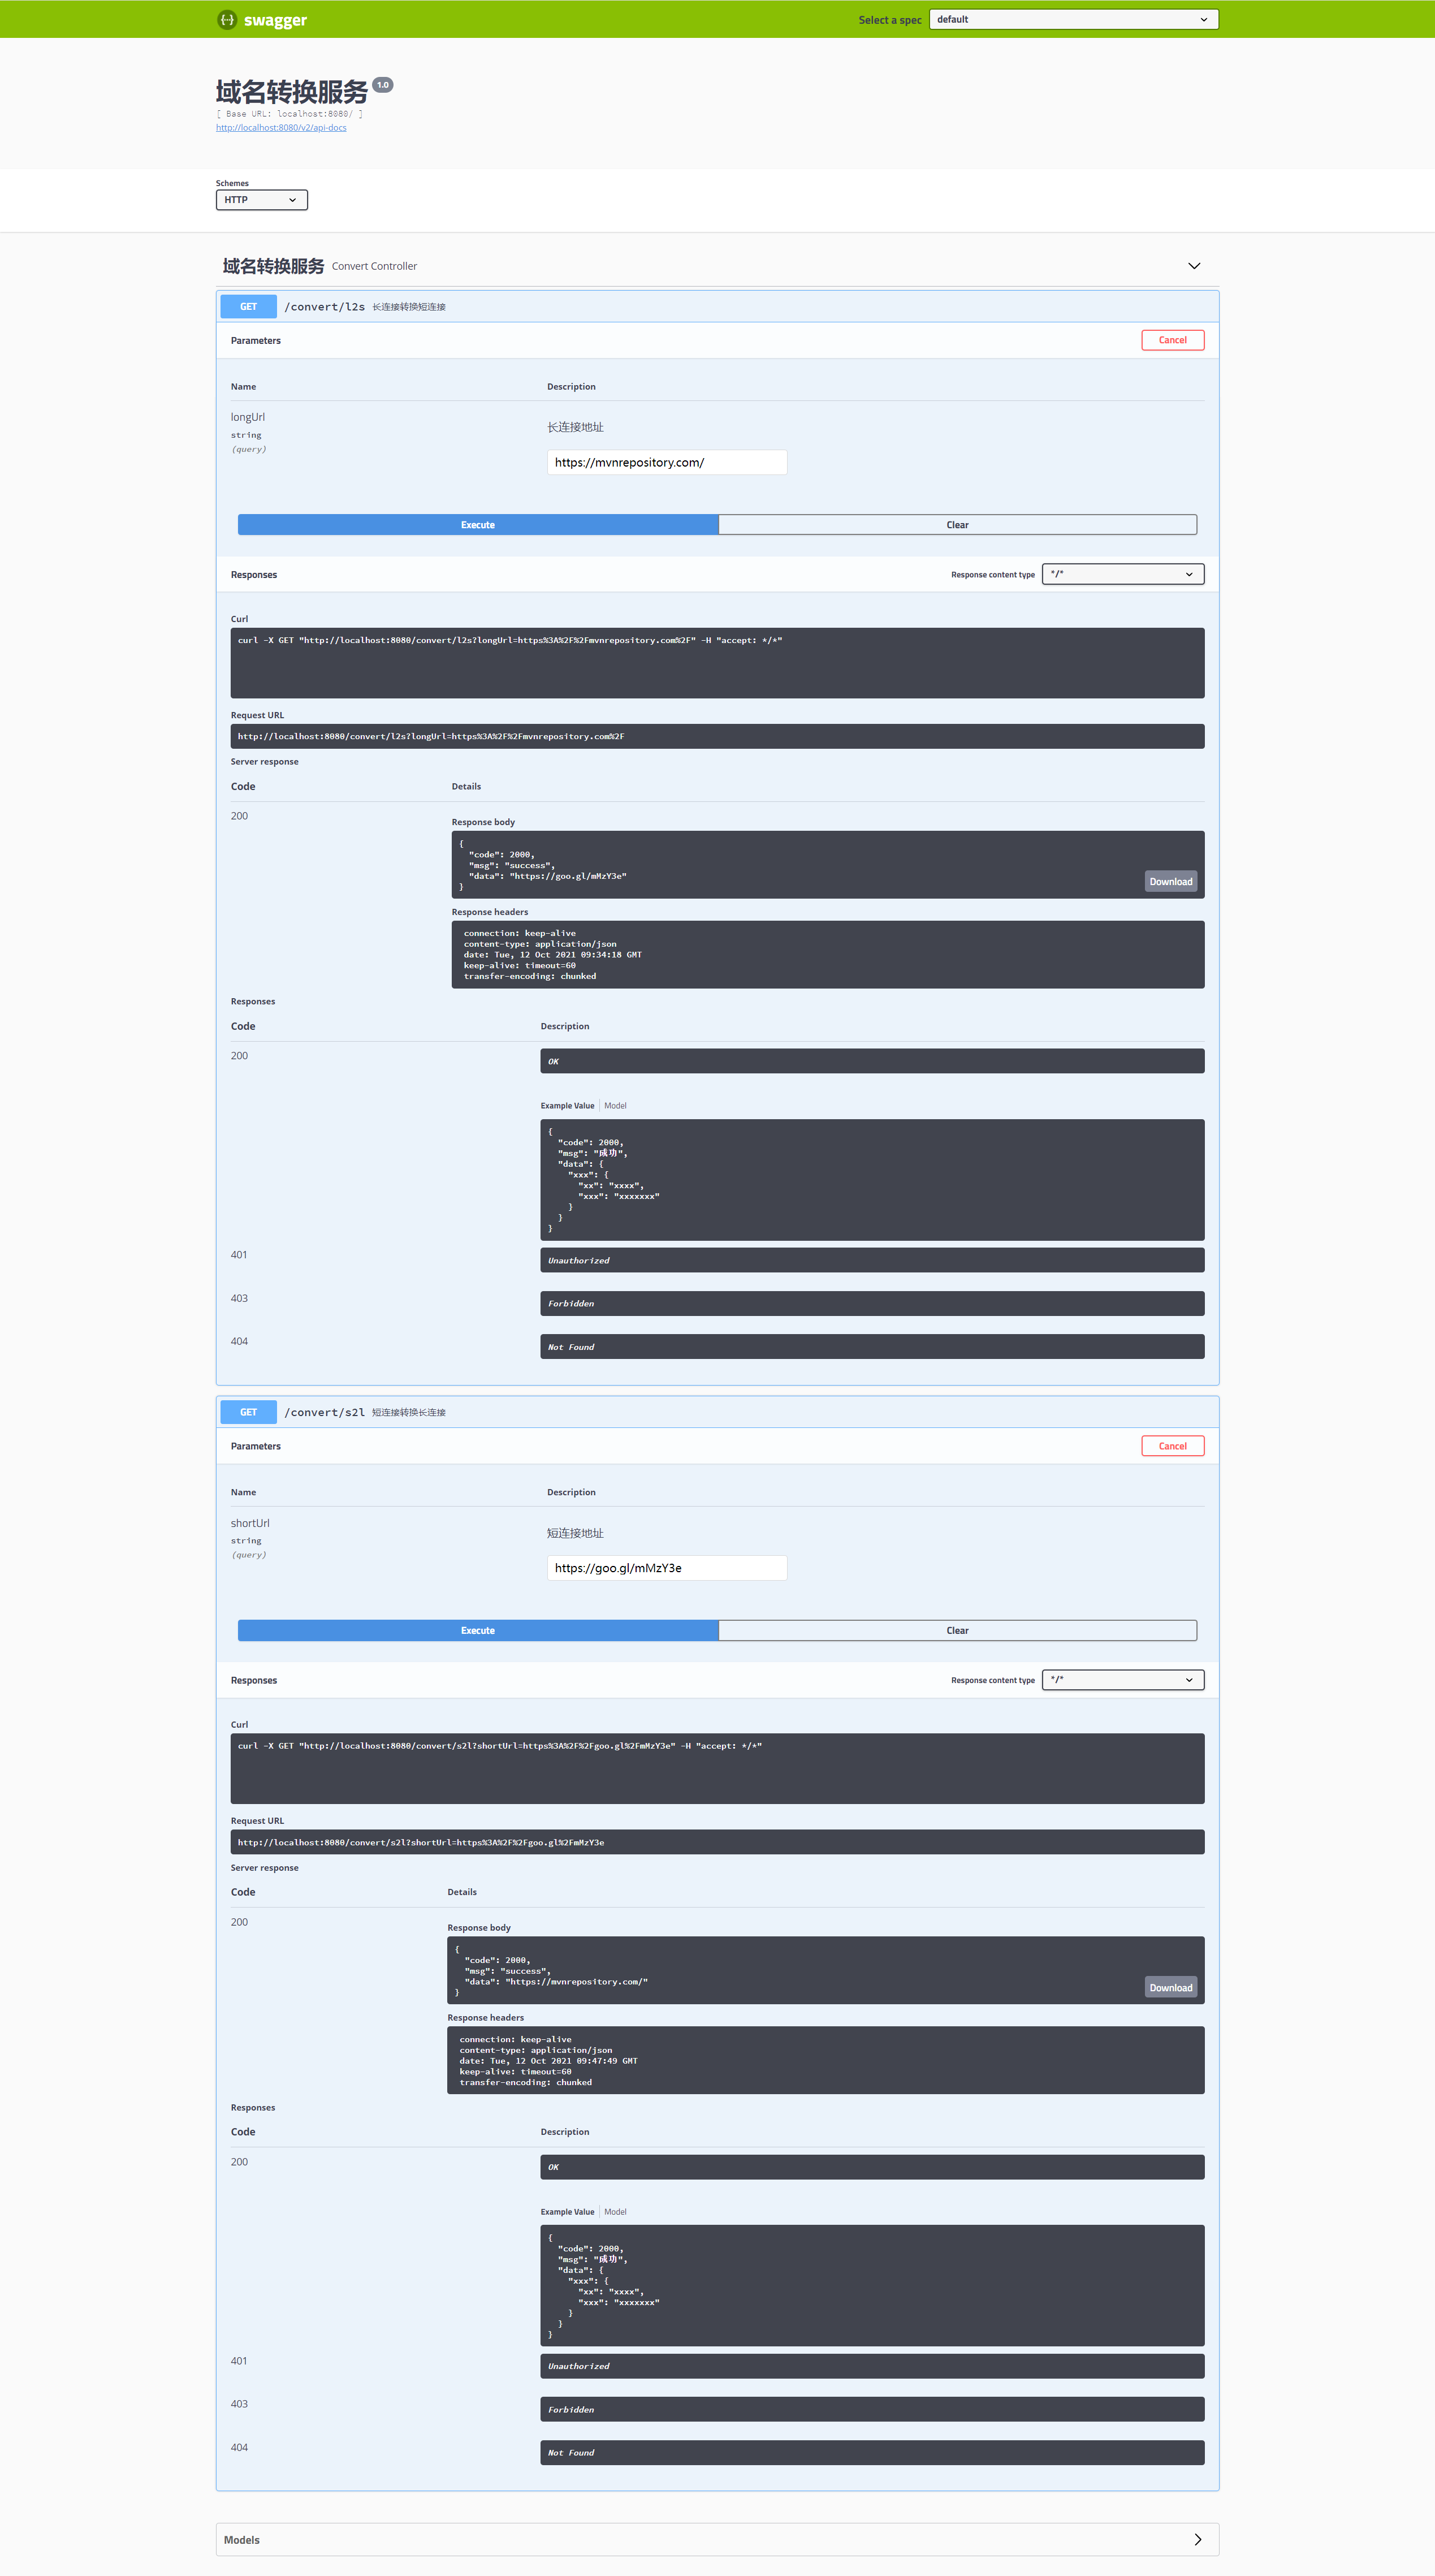 swagger
Select a spec default
域名转换服务 1.0
[ Base URL: localhost:8080/ ]
http://localhost:8080/v2/api-docs
Schemes
HTTP
域名转换服务 Convert Controller
GET /convert/l2s 长连接转换短连接
Parameters Cancel
Name Description
longUrl
string
(query)
长连接地址
https://mvnrepository.com/
Execute Clear
Responses Response content type */*
Curl
curl -X GET "http://localhost:8080/convert/l2s?longUrl=https%3A%2F%2Fmvnrepository.com%2F" -H "accept: */*"
Request URL
http://localhost:8080/convert/l2s?longUrl=https%3A%2F%2Fmvnrepository.com%2F
Server response
Code Details
200
Response body
{
"code": 2000,
"msg": "success",
"data": "https://goo.gl/mMzY3e"
}
Download
Response headers
connection: keep-alive
content-type: application/json
date: Tue, 12 Oct 2021 09:34:18 GMT
keep-alive: timeout=60
transfer-encoding: chunked
Responses
Code Description
200 OK
Example Value Model
{
"code": 2000,
"msg": "成功",
"data": {
"xxx": {
"xx": "xxxx",
"xxx": "xxxxxxx"
}
}
}
401 Unauthorized
403 Forbidden
404 Not Found
GET /convert/s2l 短连接转换长连接
Parameters Cancel
Name Description
shortUrl
string
(query)
短连接地址
https://goo.gl/mMzY3e
Execute Clear
Responses Response content type */*
Curl
curl -X GET "http://localhost:8080/convert/s2l?shortUrl=https%3A%2F%2Fgoo.gl%2FmMzY3e" -H "accept: */*"
Request URL
http://localhost:8080/convert/s2l?shortUrl=https%3A%2F%2Fgoo.gl%2FmMzY3e
Server response
Code Details
200
Response body
{
"code": 2000,
"msg": "success",
"data": "https://mvnrepository.com/"
}
Download
Response headers
connection: keep-alive
content-type: application/json
date: Tue, 12 Oct 2021 09:47:49 GMT
keep-alive: timeout=60
transfer-encoding: chunked
Responses
Code Description
200 OK
Example Value Model
{
"code": 2000,
"msg": "成功",
"data": {
"xxx": {
"xx": "xxxx",
"xxx": "xxxxxxx"
}
}
}
401 Unauthorized
403 Forbidden
404 Not Found
Models